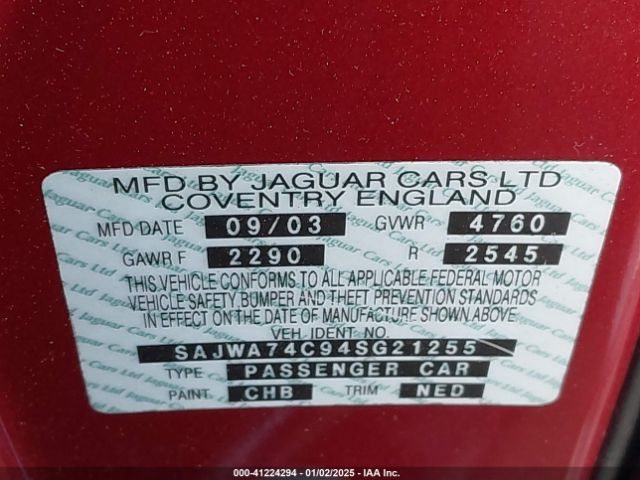 MFD BY JAGUAR CARS LTD
COVENTRY ENGLAND
MFD DATE 09/03 GVWR 4760
GAWR F 2290 R 2545
THIS VEHICLE CONFORMS TO ALL APPLICABLE FEDERAL MOTOR
VEHICLE SAFETY BUMPER AND THEFT PREVENTION STANDARDS
IN EFFECT ON THE DATE OF MANUFACTURE SHOWN ABOVE.
VEH. IDENT NO.
SAJWA74C94SG21255
TYPE PASSENGER CAR
PAINT CHB TRIM NED
000-41224294 - 01/02/2025 - IAA Inc.